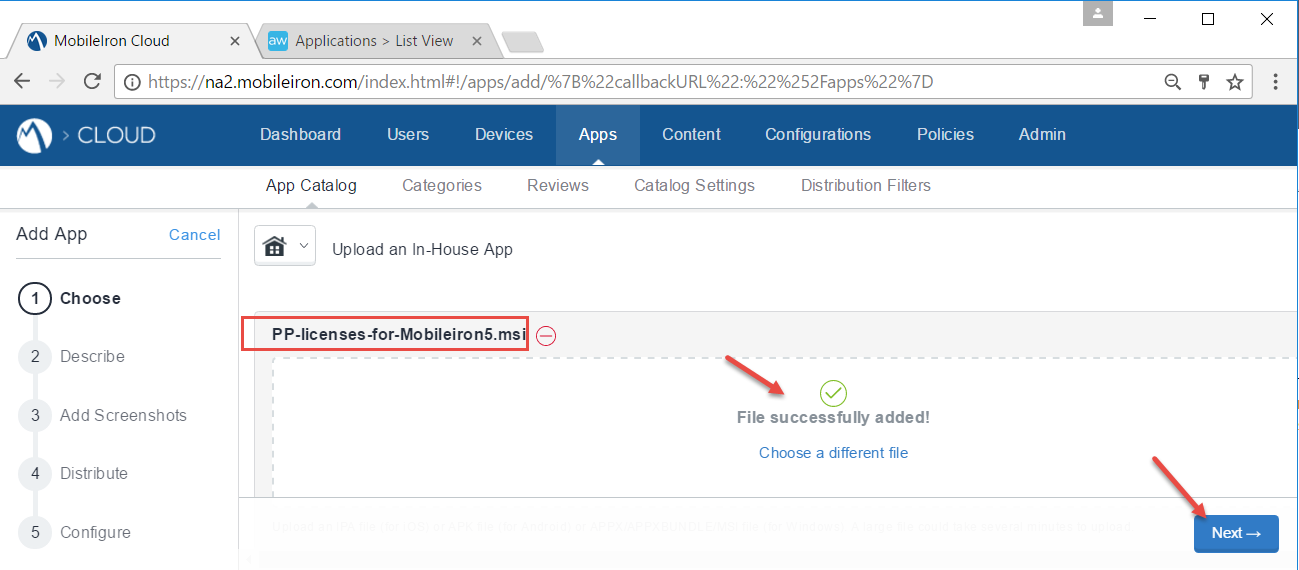 MobileIron Cloud
aw Applications > List View
https://na2.mobileiron.com/index.html#!/apps/add/%7B%22callbackURL%22:%22%252Fapps%22%7D
> CLOUD Dashboard Users Devices Apps Content Configurations Policies Admin
App Catalog Categories Reviews Catalog Settings Distribution Filters
Add App Cancel
1 Choose
2 Describe
3 Add Screenshots
4 Distribute
5 Configure
Upload an In-House App
PP-licenses-for-Mobileiron5.msi
File successfully added!
Choose a different file
Next →